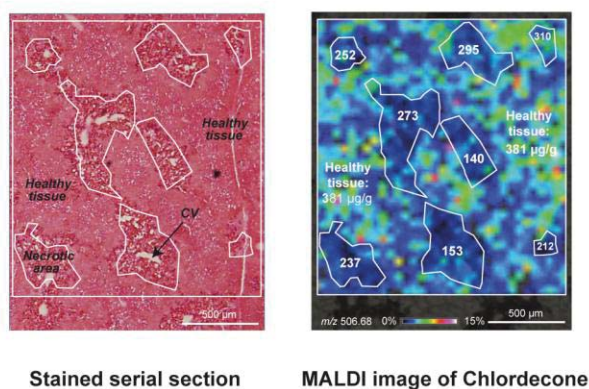 Healthy
tissue
Healthy
tissue
CV
Necrotic
area
500 µm
252
295
310
273
Healthy
tissue:
381 µg/g
140
Healthy
tissue:
381 µg/g
153
212
237
m/z 506.68 0% 15% 500 µm
Stained serial section
MALDI image of Chlordecone